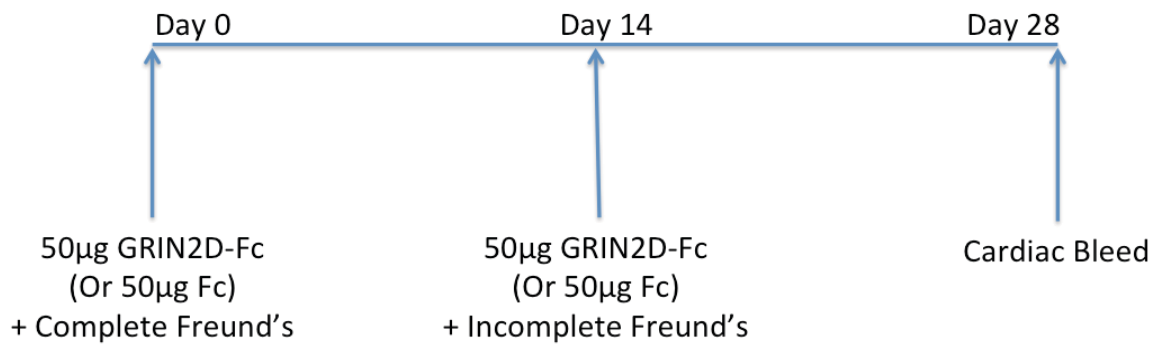 Day 0
Day 14
Day 28
50µg GRIN2D-Fc
(Or 50µg Fc)
+ Complete Freund’s
50µg GRIN2D-Fc
(Or 50µg Fc)
+ Incomplete Freund’s
Cardiac Bleed